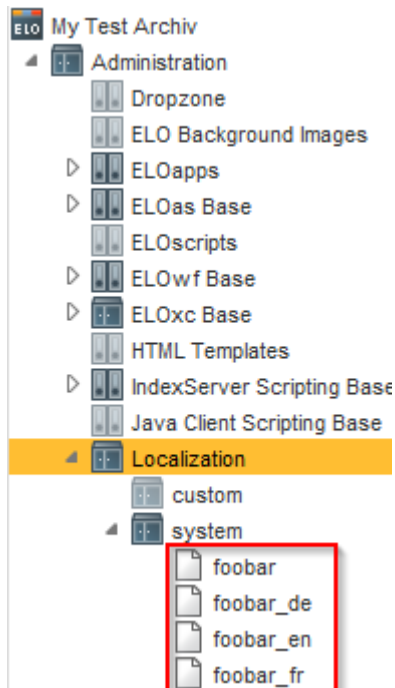 ELO My Test Archiv
Administration
Dropzone
ELO Background Images
ELOapps
ELOas Base
ELOscripts
ELOwf Base
ELOxc Base
HTML Templates
IndexServer Scripting Base
Java Client Scripting Base
Localization
custom
system
foobar
foobar_de
foobar_en
foobar_fr